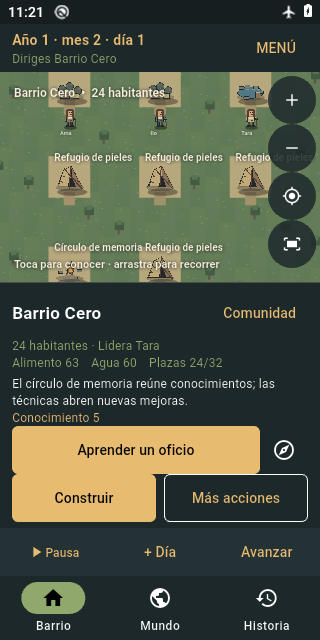 11:21
Año 1 · mes 2 · día 1
MENÚ
Diriges Barrio Cero
Barrio Cero · 24 habitantes
Ama
Ilo
Tara
Refugio de pieles
Refugio de pieles
Refugio de pieles
Círculo de memoria
Refugio de pieles
Toca para conocer · arrastra para recorrer
Barrio Cero
Comunidad
24 habitantes · Lidera Tara
Alimento 63 Agua 60 Plazas 24/32
El círculo de memoria reúne conocimientos; las
técnicas abren nuevas mejoras.
Conocimiento 5
Aprender un oficio
Construir
Más acciones
Pausa
+ Día
Avanzar
Barrio
Mundo
Historia